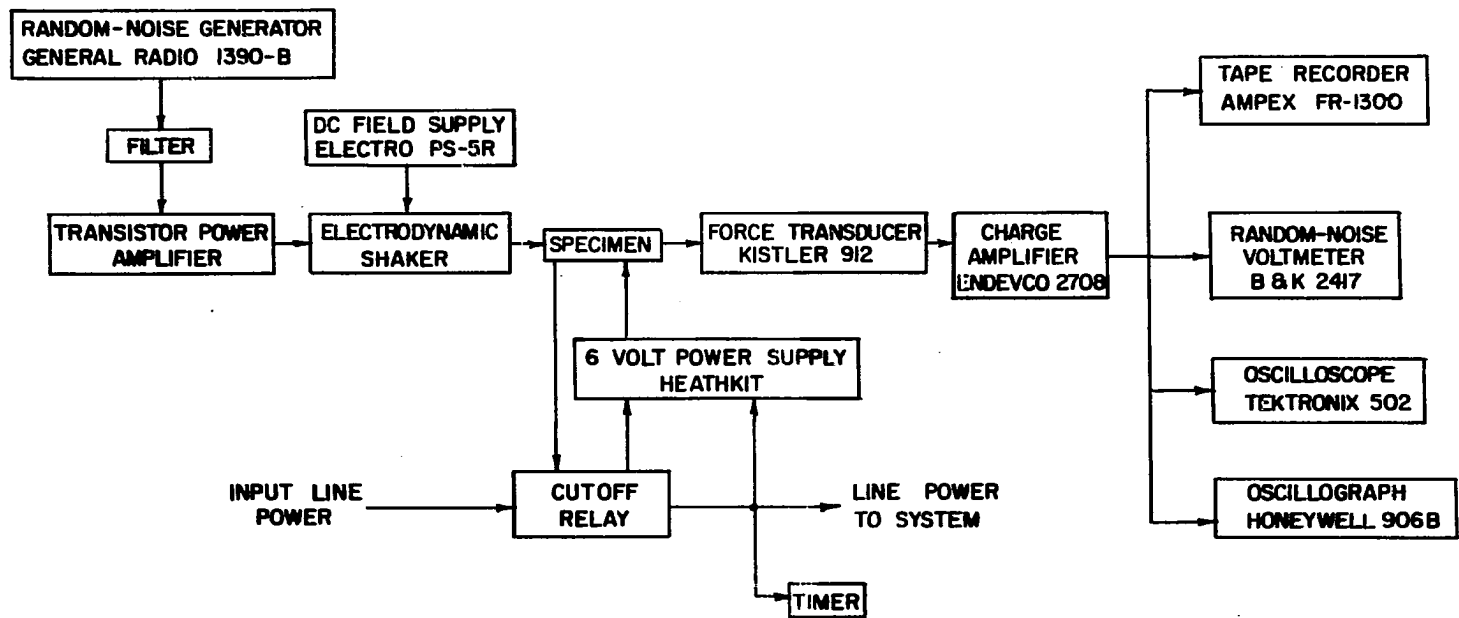 RANDOM-NOISE GENERATOR
GENERAL RADIO 1390-B
FILTER
DC FIELD SUPPLY
ELECTRO PS-5R
TRANSISTOR POWER
AMPLIFIER
ELECTRODYNAMIC
SHAKER
SPECIMEN
FORCE TRANSDUCER
KISTLER 912
CHARGE
AMPLIFIER
ENDEVCO 2708
TAPE RECORDER
AMPEX FR-1300
RANDOM-NOISE
VOLTMETER
B & K 2417
OSCILLOSCOPE
TEKTRONIX 502
OSCILLOGRAPH
HONEYWELL 906B
6 VOLT POWER SUPPLY
HEATHKIT
INPUT LINE
POWER
CUTOFF
RELAY
LINE POWER
TO SYSTEM
TIMER